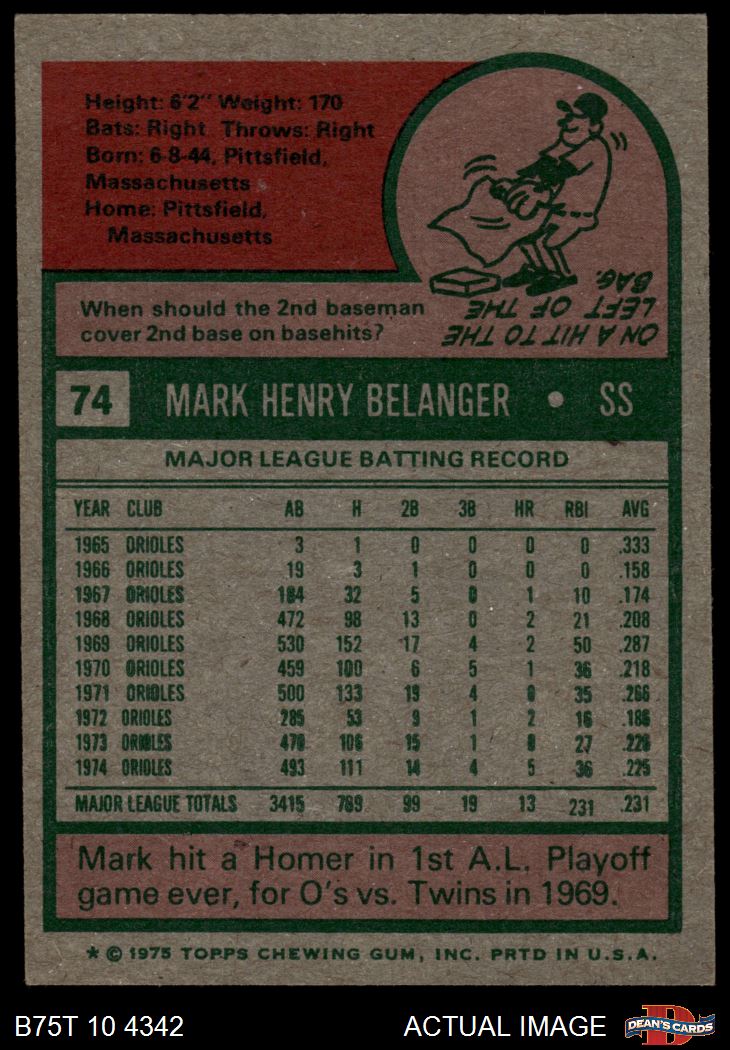 Height: 6'2" Weight: 170
Bats: Right Throws: Right
Born: 6-8-44, Pittsfield,
Massachusetts
Home: Pittsfield,
Massachusetts
When should the 2nd baseman
cover 2nd base on basehits?
ON A HIT TO THE
LEFT OF THE
BAG.
74 MARK HENRY BELANGER • SS
MAJOR LEAGUE BATTING RECORD
YEAR CLUB AB H 2B 3B HR RBI AVG
1965 ORIOLES 3 1 0 0 0 0 .333
1966 ORIOLES 19 3 1 0 0 0 .158
1967 ORIOLES 184 32 5 0 1 10 .174
1968 ORIOLES 472 98 13 0 2 21 .208
1969 ORIOLES 530 152 17 4 2 50 .287
1970 ORIOLES 459 100 6 5 1 36 .218
1971 ORIOLES 500 133 19 4 0 35 .266
1972 ORIOLES 285 53 9 1 2 16 .186
1973 ORIOLES 470 106 15 1 0 27 .226
1974 ORIOLES 493 111 14 4 5 36 .225
MAJOR LEAGUE TOTALS 3415 789 99 19 13 231 .231
Mark hit a Homer in 1st A.L. Playoff
game ever, for O's vs. Twins in 1969.
* © 1975 TOPPS CHEWING GUM, INC. PRTD IN U.S.A.
B75T 10 4342 ACTUAL IMAGE
D
DEAN'S CARDS